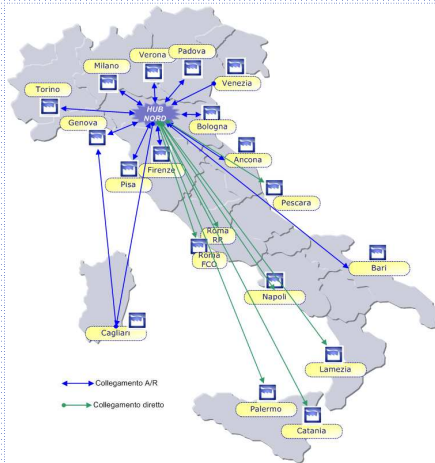 Verona
Padova
Milano
Venezia
Torino
HUB
NORD
Genova
Bologna
Firenze
Ancona
Pisa
Pescara
Roma
RR
Roma
FCO
Bari
Napoli
Cagliari
Lamezia
Collegamento A/R
Palermo
Collegamento diretto
Catania